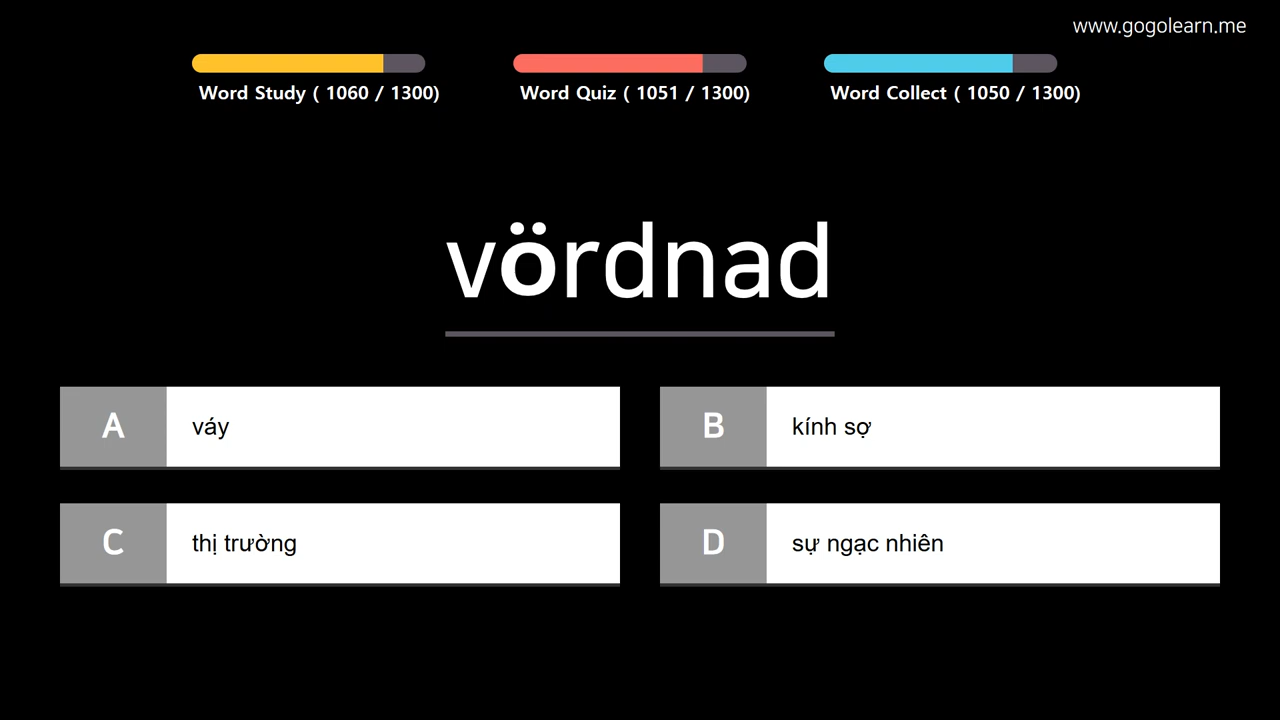 www.gogolearn.me
Word Study ( 1060 / 1300)
Word Quiz ( 1051 / 1300)
Word Collect ( 1050 / 1300)
vördnad
A váy
B kính sợ
C thị trường
D sự ngạc nhiên